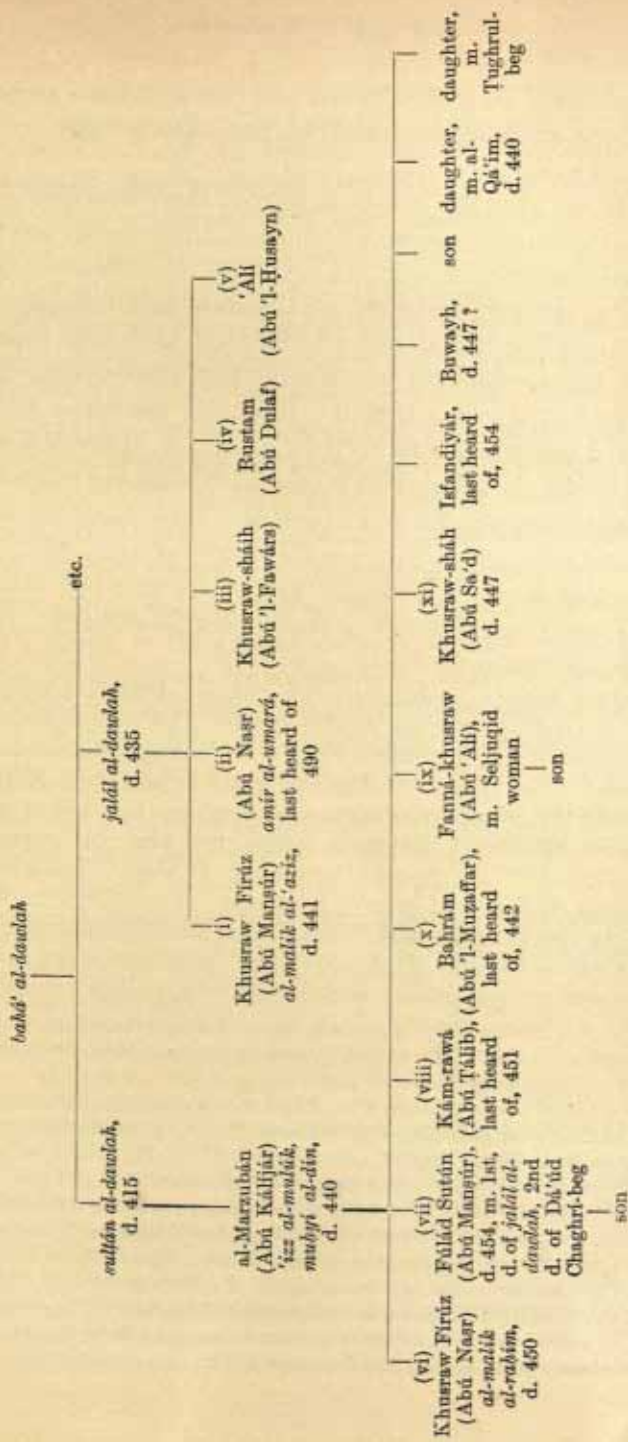 bahá' al-dawlah
sulṭán al-dawlah,
d. 415
jalál al-dawlah,
d. 435
etc.
al-Marzubán
(Abú Kálíjár)
'izz al-mulúk,
muḥyi al-dín,
d. 440
(i)
Khusraw Fírúz
(Abú Manṣúr)
al-malik al-'azíz,
d. 441
(ii)
(Abú Naṣr)
amír al-umará,
last heard of
490
(iii)
Khusraw-sháih
(Abú 'l-Fawárs)
(iv)
Rustam
(Abú Dulaf)
(v)
'Alí
(Abú 'l-Ḥusayn)
(vi)
Khusraw Fírúz
(Abú Naṣr)
al-malik
al-raḥím,
d. 450
(vii)
Fúlád Sutún
(Abú Manṣúr),
d. 454, m. 1st,
d. of jalál al-
dawlah, 2nd
d. of Dá'úd
Chaghrí-beg
son
(viii)
Kám-rawá
(Abú Ṭálib),
last heard
of, 451
(x)
Bahrám
(Abú 'l-Muẓaffar),
last heard
of, 442
(ix)
Fanná-khusraw
(Abú 'Alí),
m. Seljuqid
woman
son
(xi)
Khusraw-sháh
(Abú Sa'd)
d. 447
Isfandiyár,
last heard
of, 454
Buwayh,
d. 447 ?
son
daughter,
m. al-
Qá'im,
d. 440
daughter,
m.
Ṭughrul-
beg